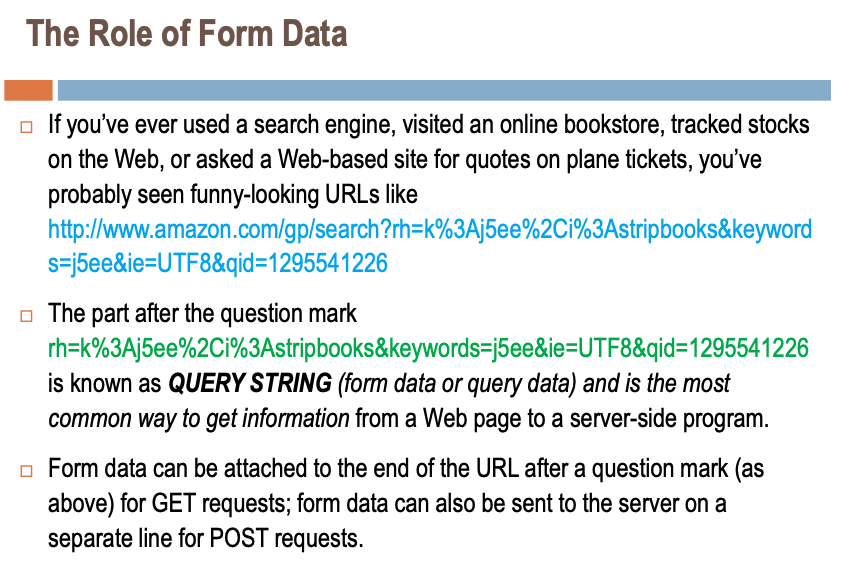 The Role of Form Data
□ If you’ve ever used a search engine, visited an online bookstore, tracked stocks
on the Web, or asked a Web-based site for quotes on plane tickets, you’ve
probably seen funny-looking URLs like
http://www.amazon.com/gp/search?rh=k%3Aj5ee%2Ci%3Astripbooks&keyword
s=j5ee&ie=UTF8&qid=1295541226
□ The part after the question mark
rh=k%3Aj5ee%2Ci%3Astripbooks&keywords=j5ee&ie=UTF8&qid=1295541226
is known as QUERY STRING (form data or query data) and is the most
common way to get information from a Web page to a server-side program.
□ Form data can be attached to the end of the URL after a question mark (as
above) for GET requests; form data can also be sent to the server on a
separate line for POST requests.